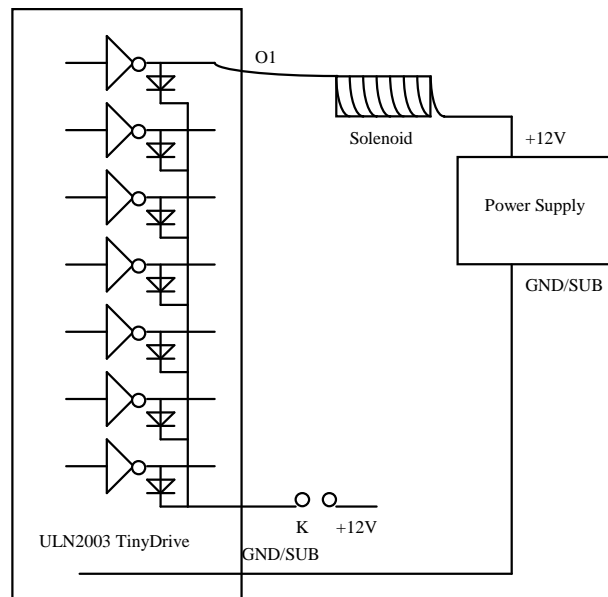 O1
Solenoid
+12V
Power Supply
GND/SUB
K +12V
ULN2003 TinyDrive
GND/SUB